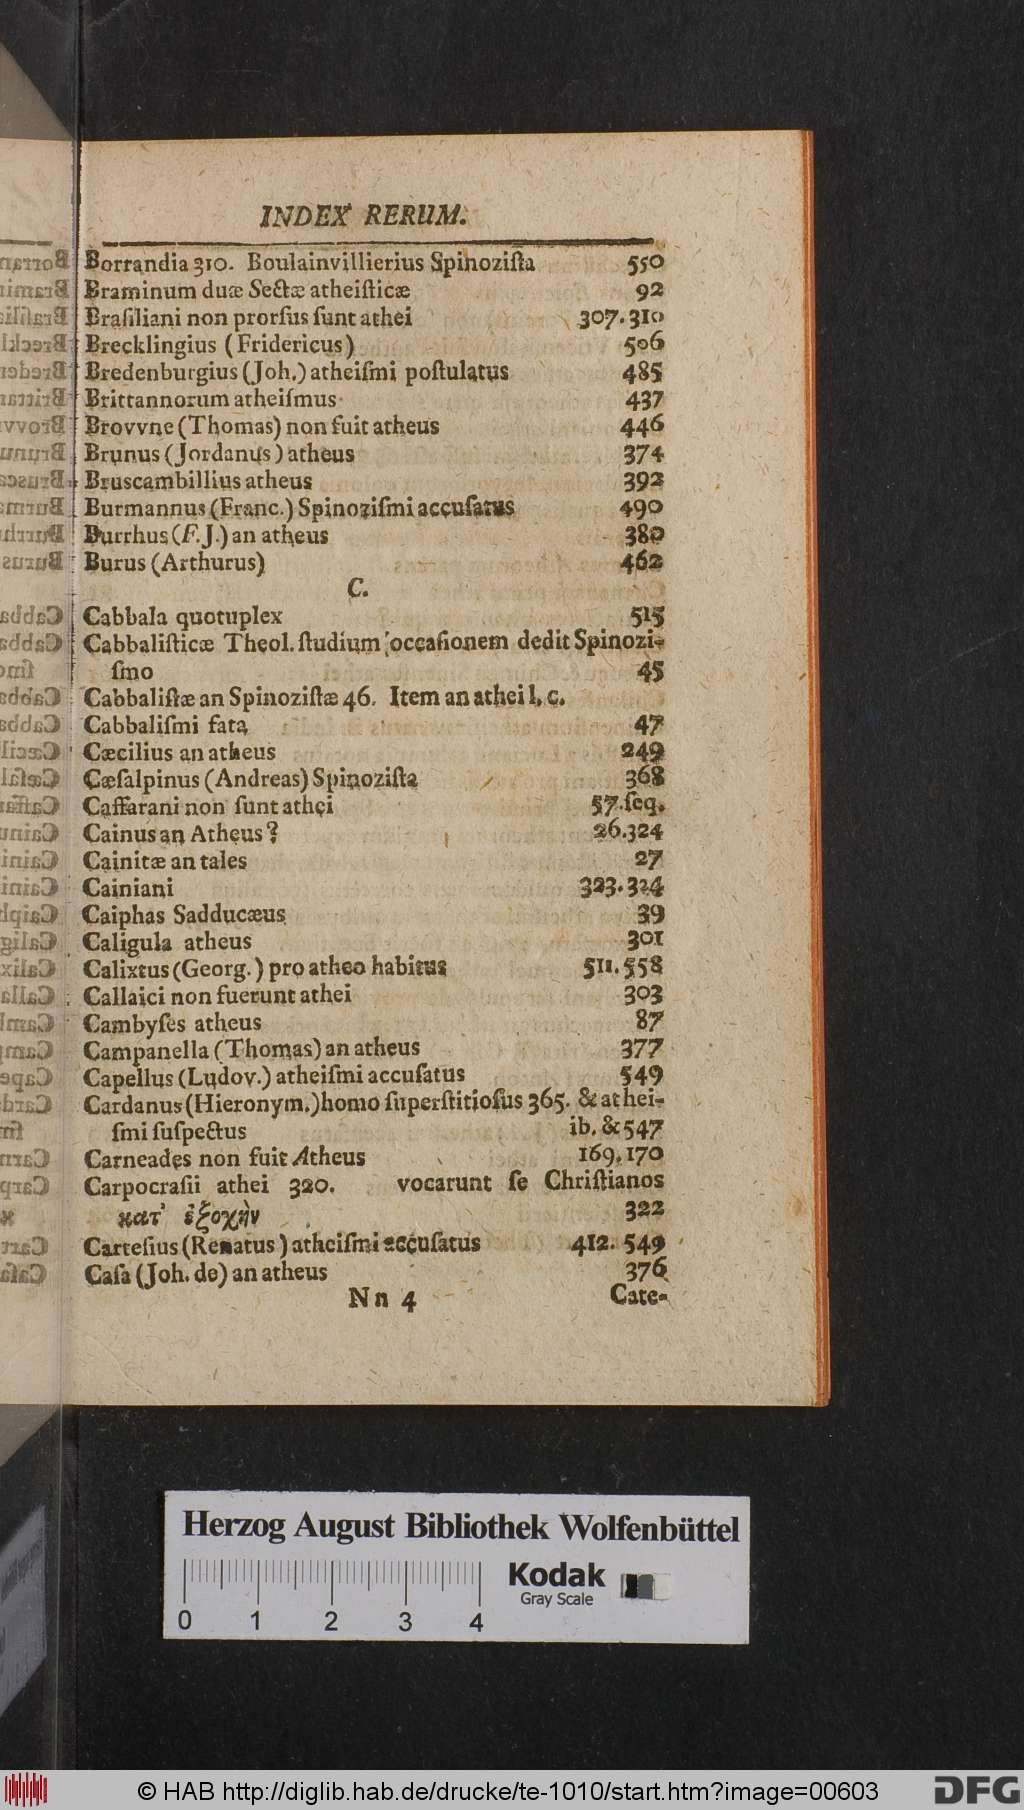 INDEX RERUM.
Borrandia 310. Boulainvillierius Spinoziſta 550
Braminum duæ Sectæ atheiſticæ 92
Braſiliani non prorſus ſunt athei 307.310
Brecklingius (Fridericus) 506
Bredenburgius (Joh.) atheiſmi poſtulatus 485
Brittannorum atheiſmus 437
Brovvne (Thomas) non fuit atheus 446
Brunus (Jordanus) atheus 374
Bruscambillius atheus 392
Burmannus (Franc.) Spinoziſmi accuſatus 490
Burrhus (F. J.) an atheus 380
Burus (Arthurus) 462
C.
Cabbala quotuplex 515
Cabbaliſticæ Theol. ſtudium occaſionem dedit Spinozi-
ſmo 45
Cabbaliſtæ an Spinoziſtæ 46. Item an athei l. c.
Cabbaliſmi fata 47
Cæcilius an atheus 249
Cæſalpinus (Andreas) Spinoziſta 368
Caffarani non ſunt athei 57.ſeq.
Cainus an Atheus? 26.324
Cainitæ an tales 27
Cainiani 323.324
Caiphas Sadducæus 39
Caligula atheus 301
Calixtus (Georg.) pro atheo habitus 511.558
Callaici non fuerunt athei 303
Cambyſes atheus 87
Campanella (Thomas) an atheus 377
Capellus (Ludov.) atheiſmi accuſatus 549
Cardanus (Hieronym.) homo ſuperſtitioſus 365. & athei-
ſmi ſuſpectus ib. & 547
Carneades non fuit Atheus 169.170
Carpocraſii athei 320. vocarunt ſe Chriſtianos
κατ' ἐξοχὴν 322
Carteſius (Renatus) atheiſmi accuſatus 412. 549
Caſa (Joh. de) an atheus 376
Nn 4 Cate-
Herzog August Bibliothek Wolfenbüttel
Kodak
Gray Scale
0 1 2 3 4
© HAB http://diglib.hab.de/drucke/te-1010/start.htm?image=00603
DFG